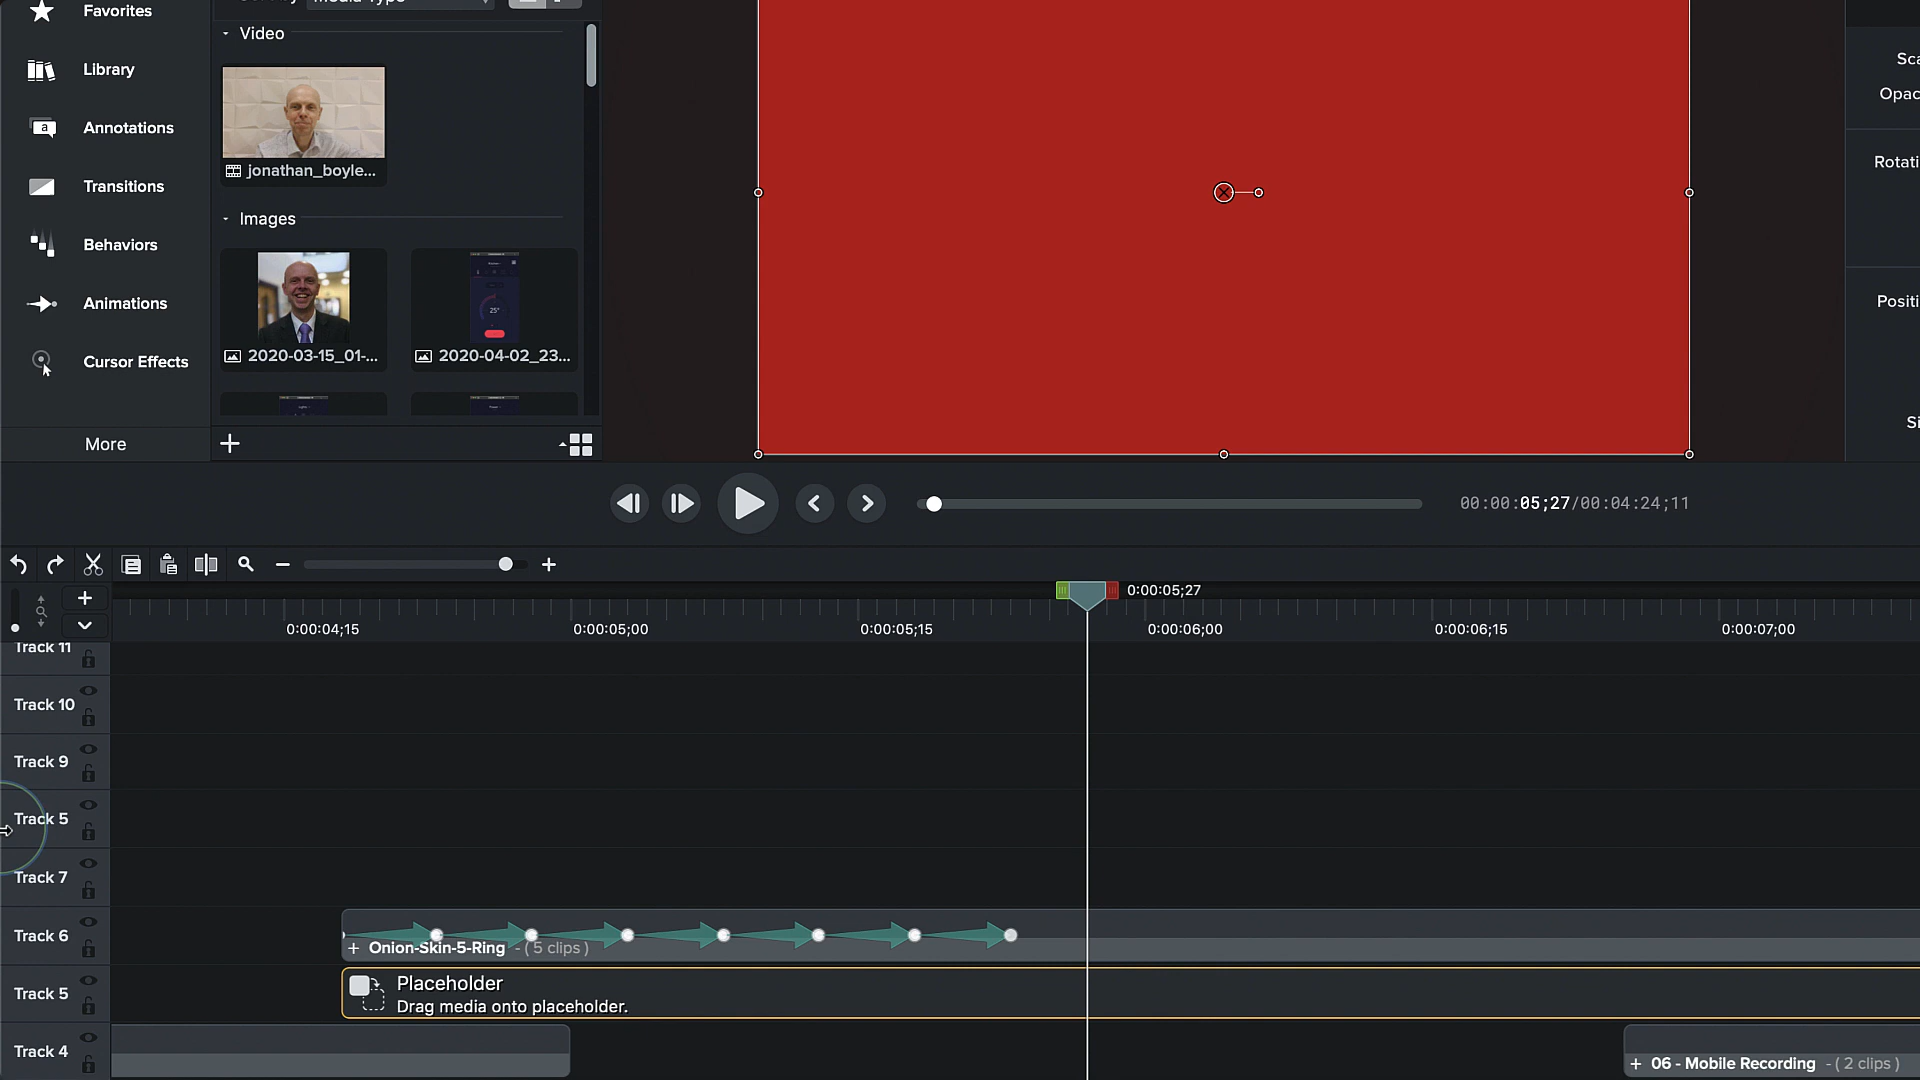 Favorites
Library
Annotations
Transitions
Behaviors
Animations
Cursor Effects
More
Video
jonathan_boyle...
Images
25°
2020-03-15_01-...
2020-04-02_23...
Sca
Opac
Rotati
Positi
Si
00:00:05;27/00:04:24;11
0:00:05;27
0:00:04;15
0:00:05;00
0:00:05;15
0:00:06;00
0:00:06;15
0:00:07;00
Track 11
Track 10
Track 9
Track 5
Track 7
Track 6
+ Onion-Skin-5-Ring - ( 5 clips )
Track 5
Placeholder
Drag media onto placeholder.
Track 4
+ 06 - Mobile Recording - ( 2 clips )